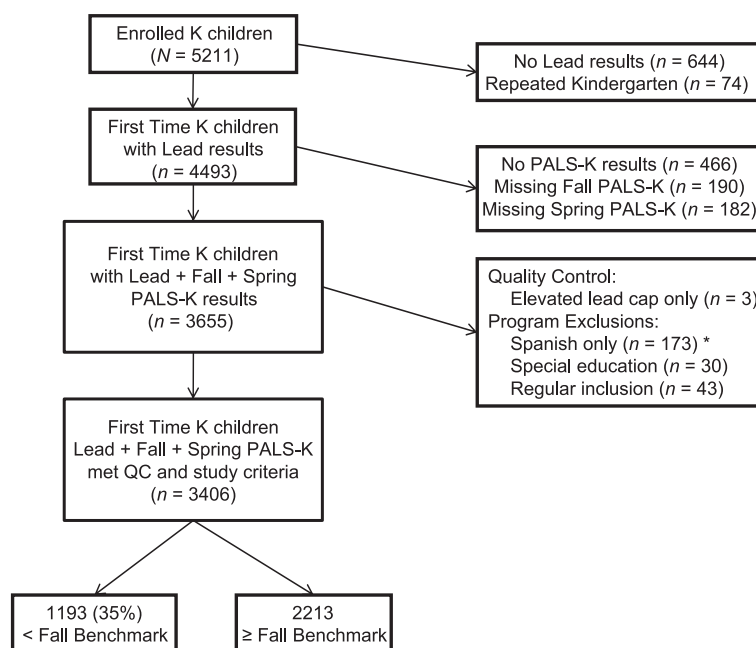 Enrolled K children
(N = 5211)
No Lead results (n = 644)
Repeated Kindergarten (n = 74)
First Time K children
with Lead results
(n = 4493)
No PALS-K results (n = 466)
Missing Fall PALS-K (n = 190)
Missing Spring PALS-K (n = 182)
First Time K children
with Lead + Fall + Spring
PALS-K results
(n = 3655)
Quality Control:
Elevated lead cap only (n = 3)
Program Exclusions:
Spanish only (n = 173) *
Special education (n = 30)
Regular inclusion (n = 43)
First Time K children
Lead + Fall + Spring PALS-K
met QC and study criteria
(n = 3406)
1193 (35%)
< Fall Benchmark
2213
≥ Fall Benchmark